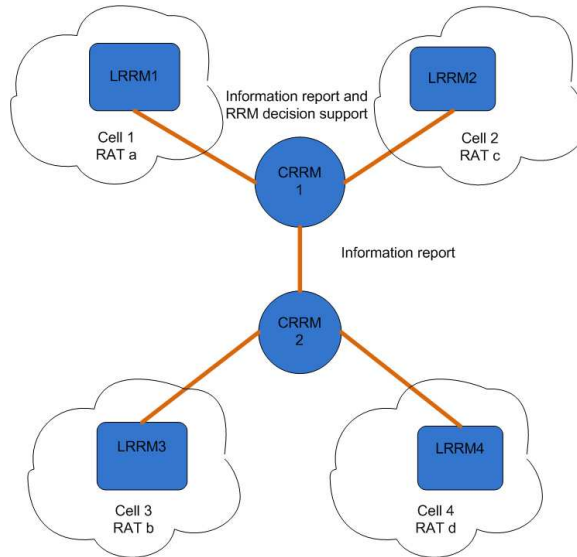 LRRM1
LRRM2
Information report and
RRM decision support
Cell 1
RAT a
Cell 2
RAT c
CRRM
1
Information report
CRRM
2
LRRM3
LRRM4
Cell 3
RAT b
Cell 4
RAT d